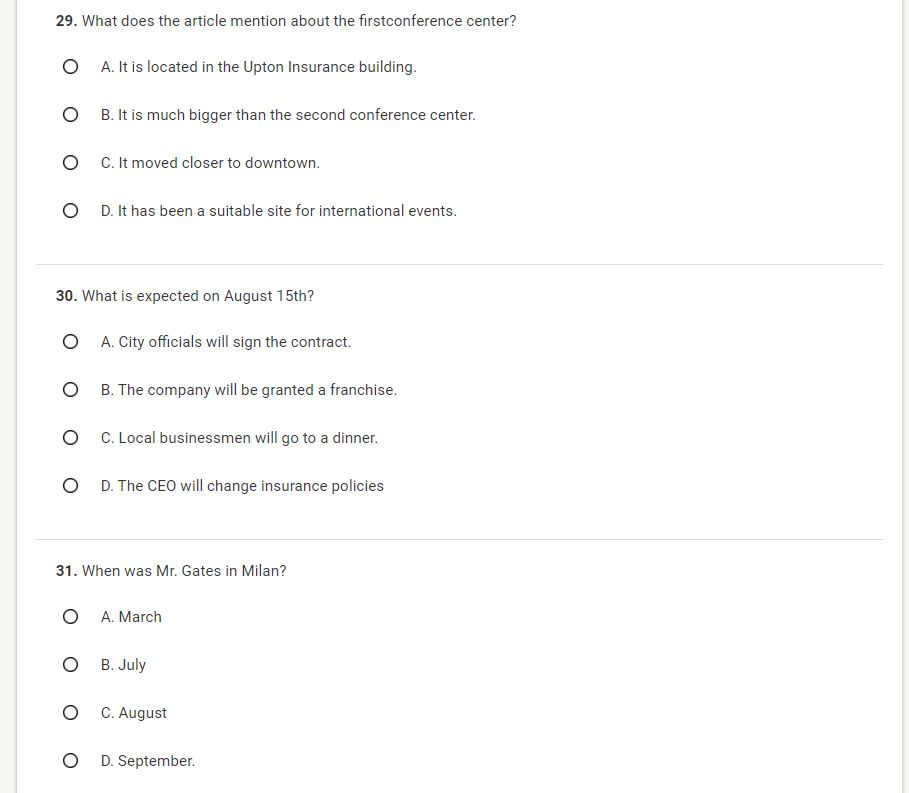 29. What does the article mention about the firstconference center?
A. It is located in the Upton Insurance building.
B. It is much bigger than the second conference center.
C. It moved closer to downtown.
D. It has been a suitable site for international events.
30. What is expected on August 15th?
A. City officials will sign the contract.
B. The company will be granted a franchise.
C. Local businessmen will go to a dinner.
D. The CEO will change insurance policies
31. When was Mr. Gates in Milan?
A. March
B. July
C. August
D. September.